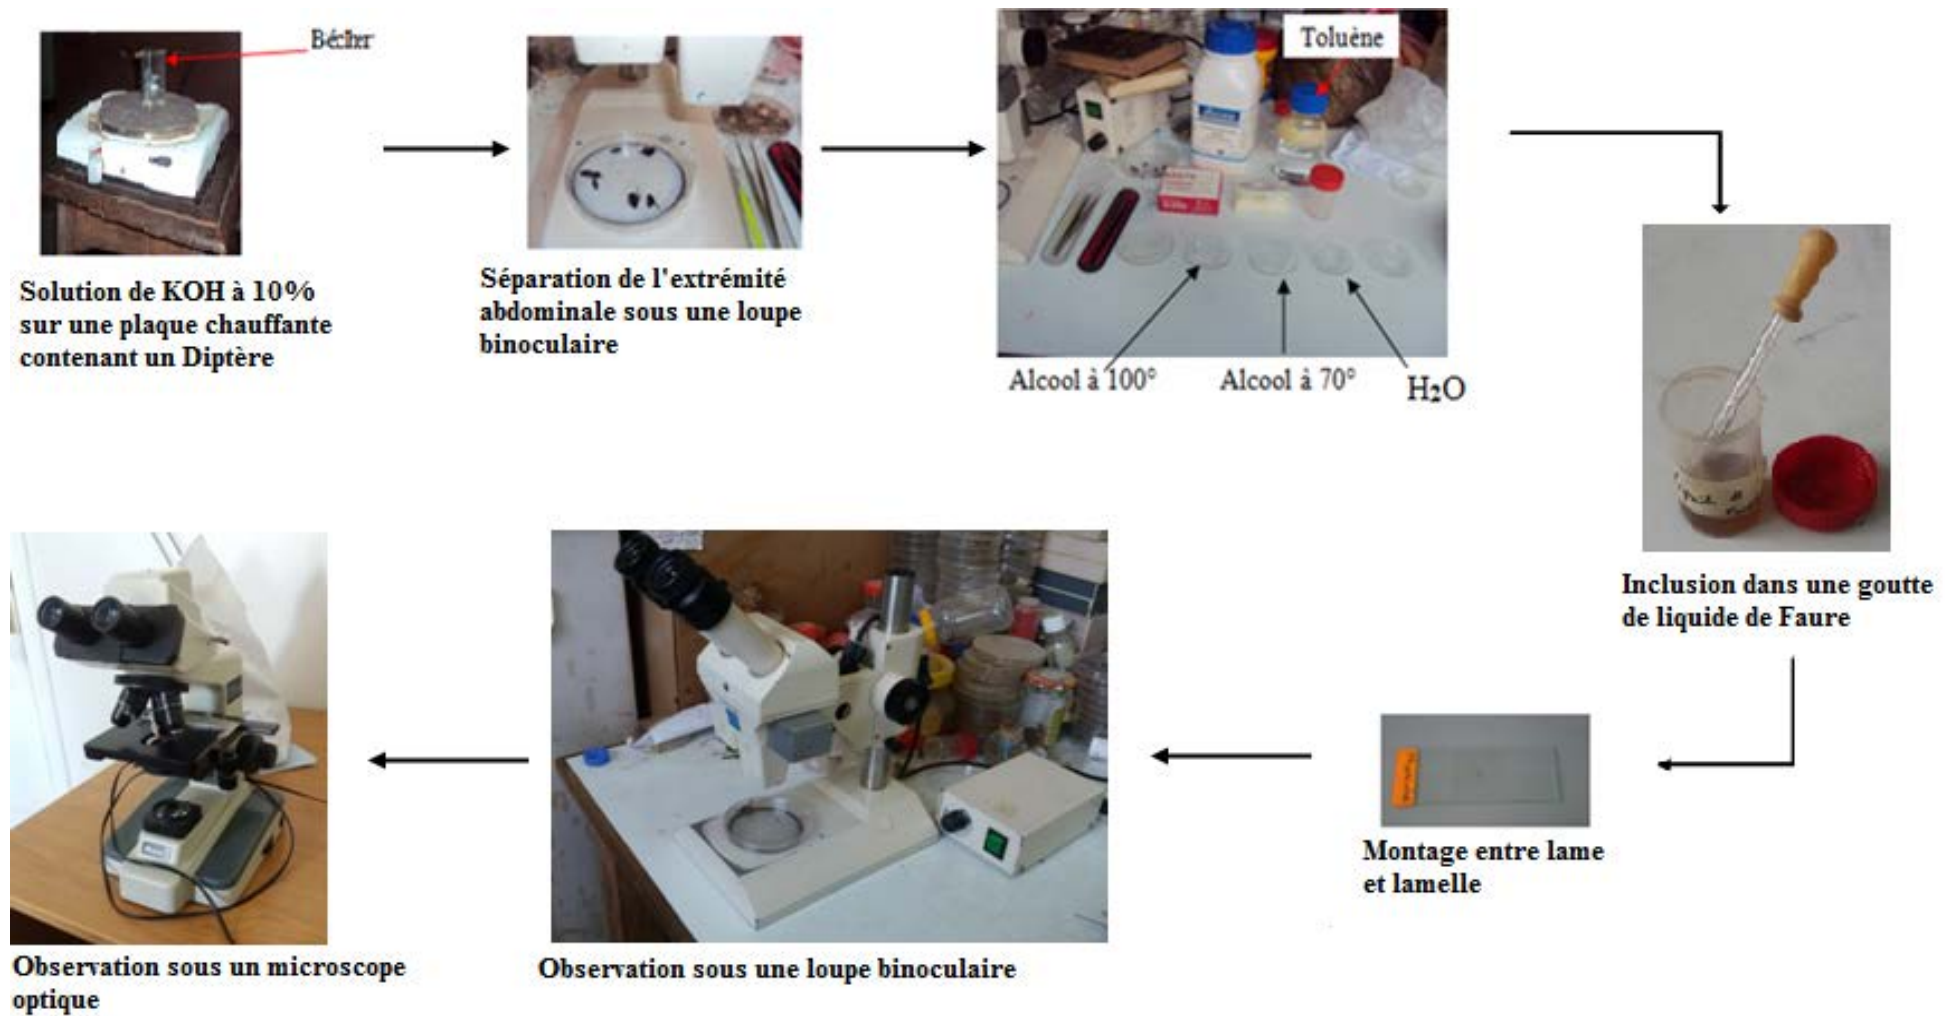 Bécher
Toluène
Solution de KOH à 10%
sur une plaque chauffante
contenant un Diptère
Séparation de l'extrémité
abdominale sous une loupe
binoculaire
Alcool à 100°
Alcool à 70°
H2O
Inclusion dans une goutte
de liquide de Faure
Montage entre lame
et lamelle
Observation sous une loupe binoculaire
Observation sous un microscope
optique